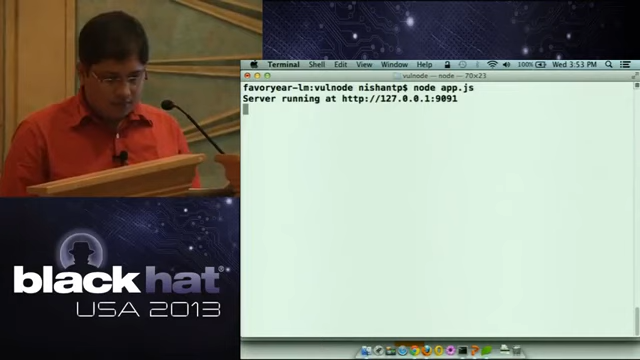 Terminal Shell Edit View Window Help 100% Wed 3:53 PM
vulnode — node — 70×23
favoryear-lm:vulnode nishantp$ node app.js
Server running at http://127.0.0.1:9091
black hat
USA 2013